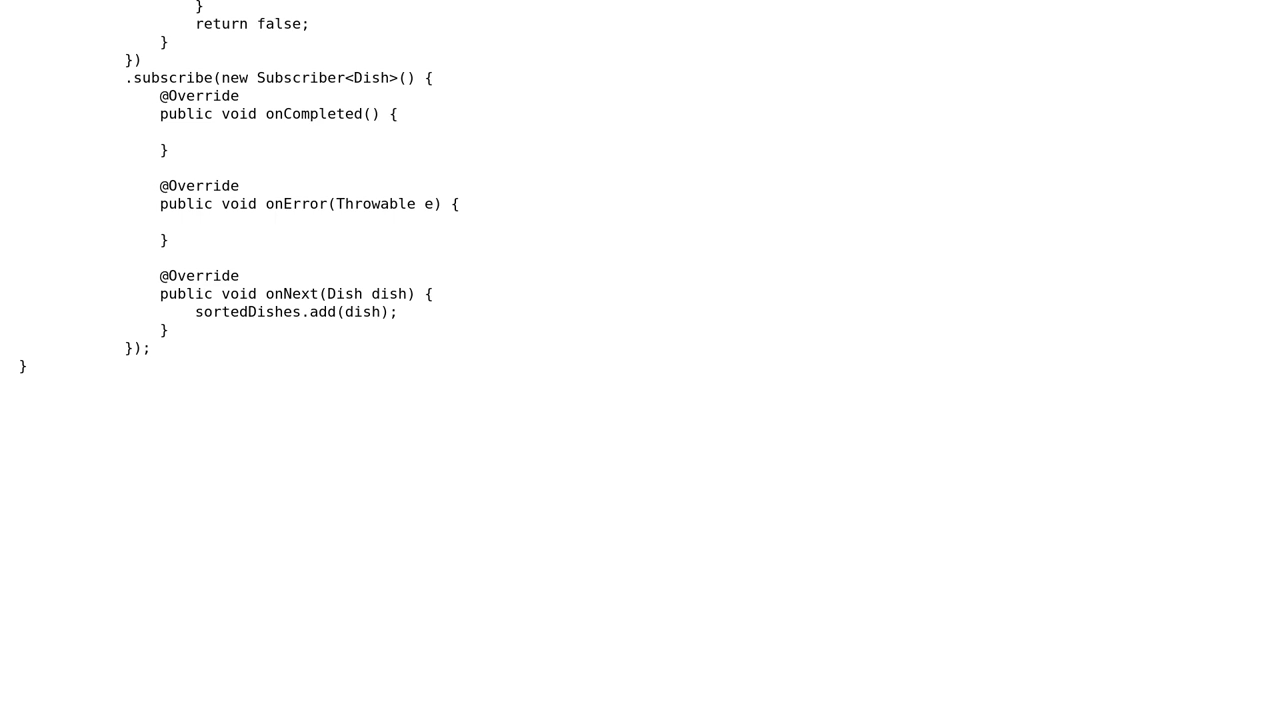 }
                    return false;
                }
            })
            .subscribe(new Subscriber<Dish>() {
                @Override
                public void onCompleted() {

                }

                @Override
                public void onError(Throwable e) {

                }

                @Override
                public void onNext(Dish dish) {
                    sortedDishes.add(dish);
                }
            });
}